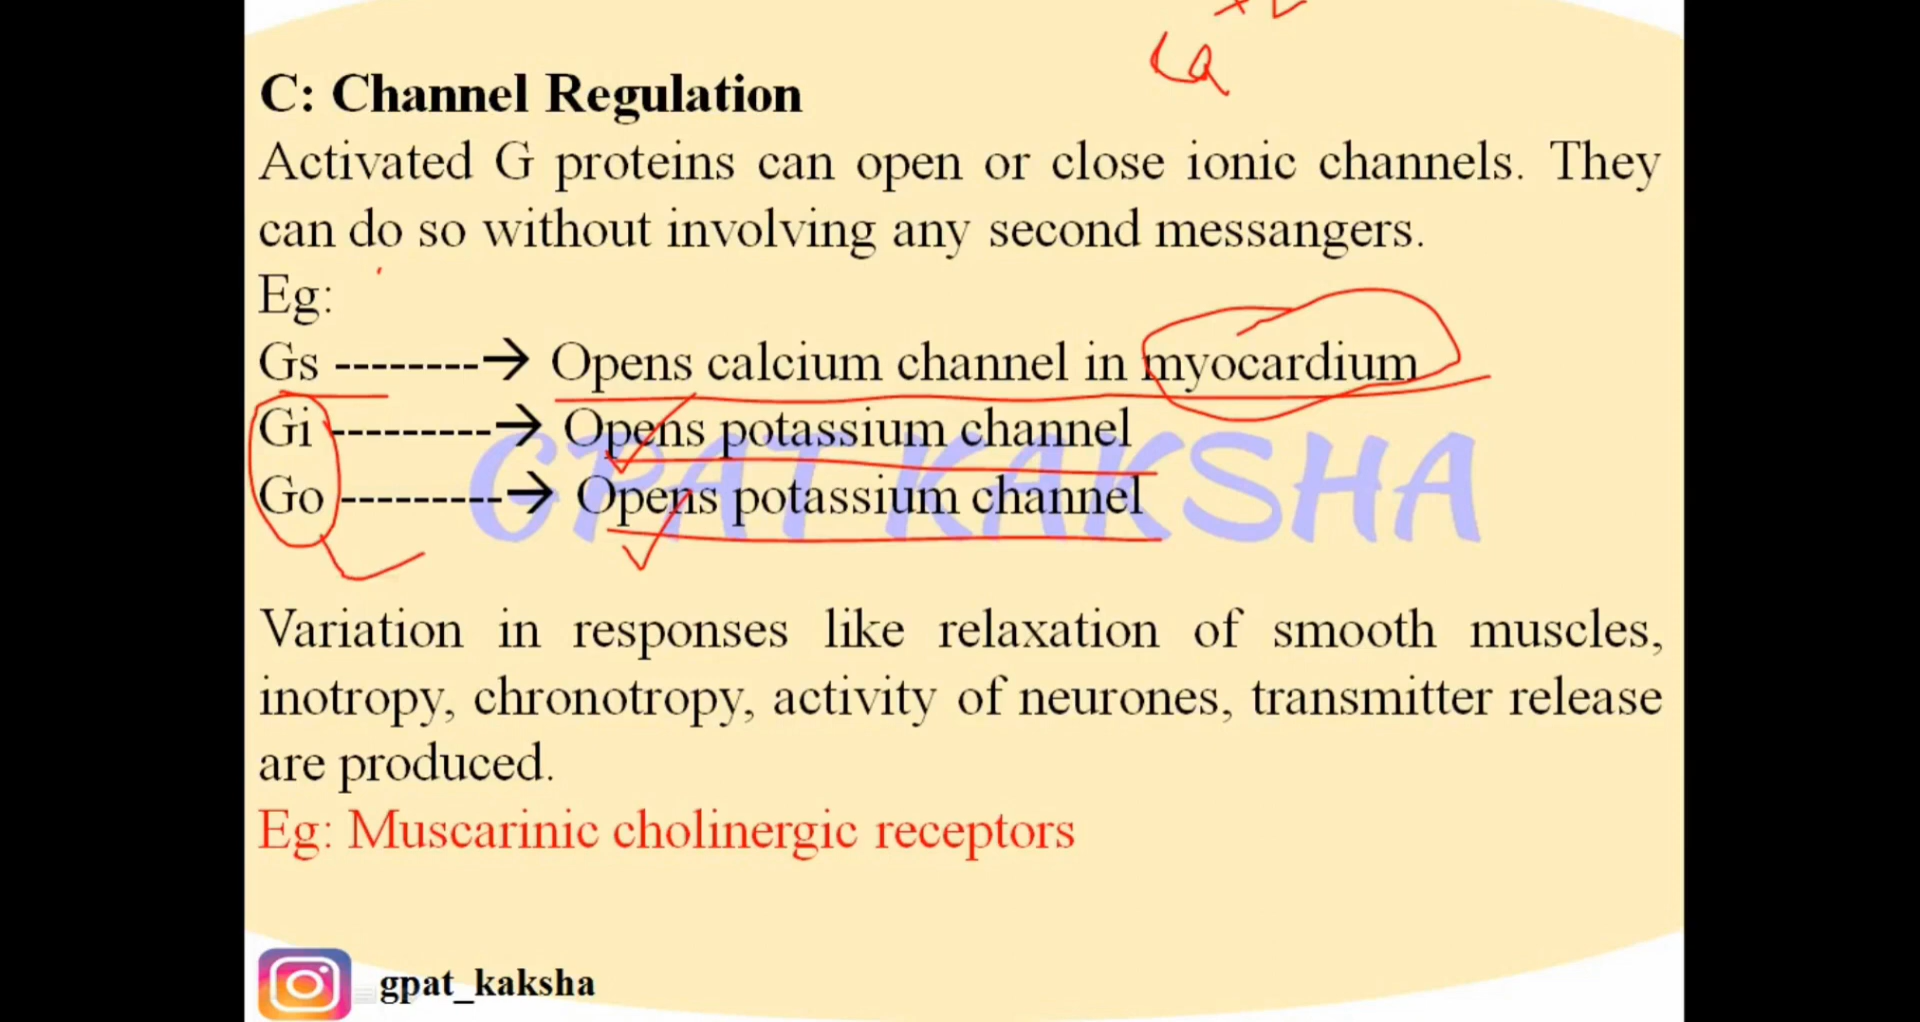 Ca
C: Channel Regulation
Activated G proteins can open or close ionic channels. They
can do so without involving any second messangers.
Eg:
Gs --------→ Opens calcium channel in myocardium
Gi ----------→ Opens potassium channel
Go ----------→ Opens potassium channel
GPAT KAKSHA
Variation in responses like relaxation of smooth muscles,
inotropy, chronotropy, activity of neurones, transmitter release
are produced.
Eg: Muscarinic cholinergic receptors
gpat_kaksha